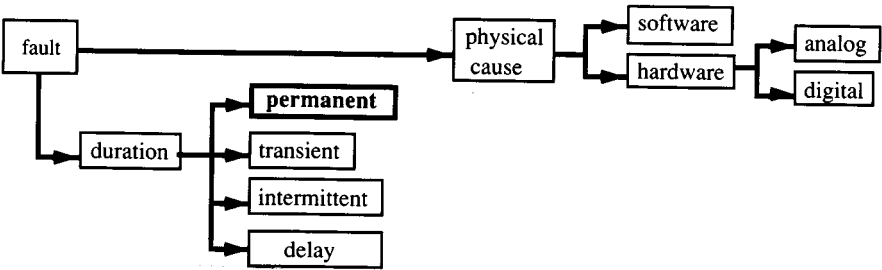 fault
physical
cause
software
hardware
analog
digital
duration
permanent
transient
intermittent
delay